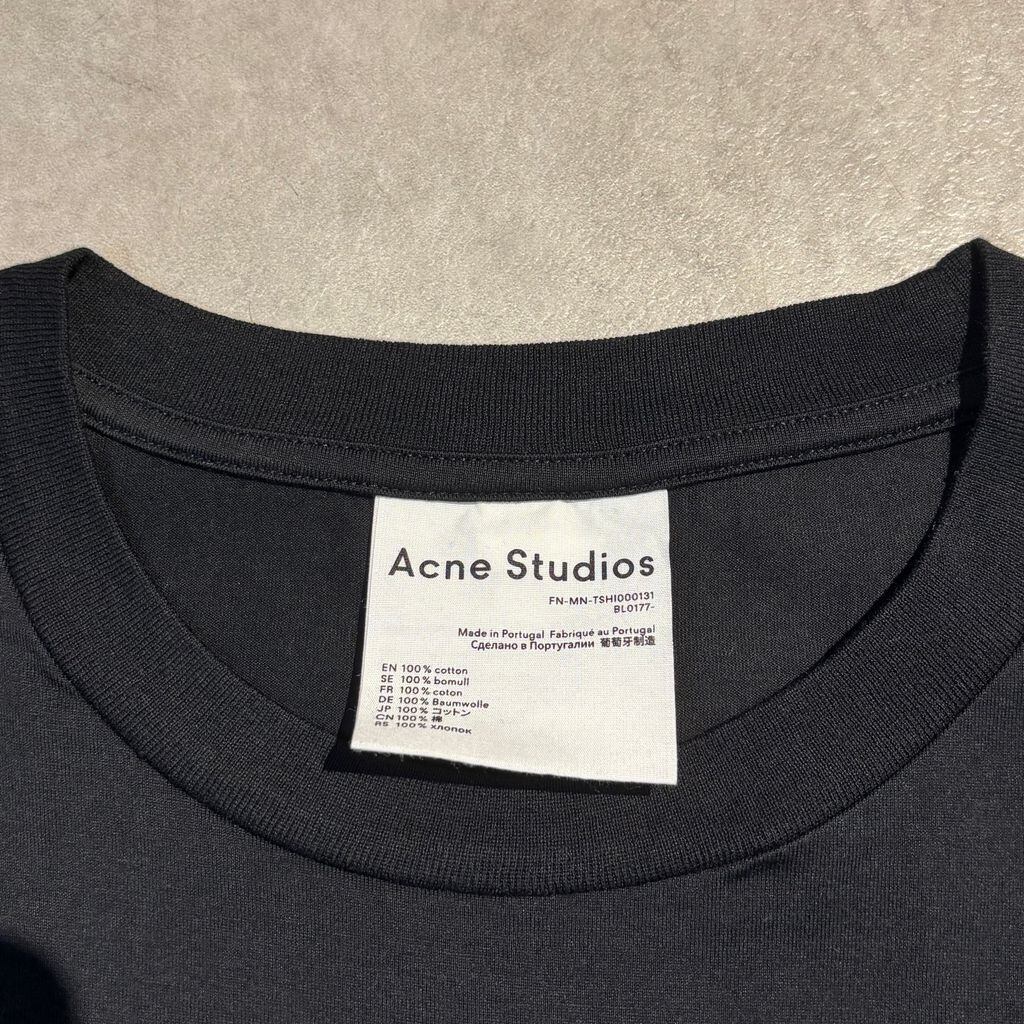 Acne Studios
FN-MN-TSHI000131
BL0177-
Made in Portugal Fabriqué au Portugal
Сделано в Португалии 葡萄牙制造
EN 100% cotton
SE 100% bomull
FR 100% coton
DE 100% Baumwolle
JP 100% コットン
CN 100% 棉
RS 100% хлопок